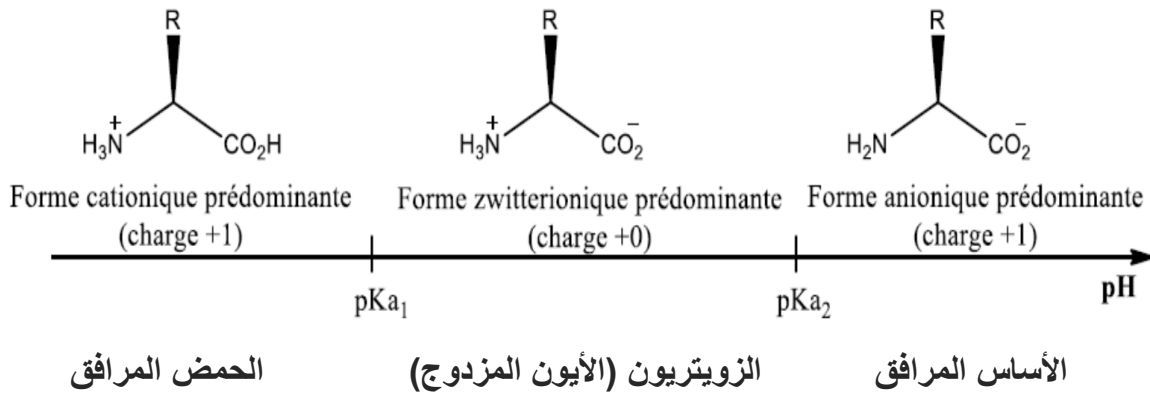 R
H₃N⁺ CO₂H
Forme cationique prédominante
(charge +1)
R
H₃N⁺ CO₂⁻
Forme zwitterionique prédominante
(charge +0)
R
H₂N CO₂⁻
Forme anionique prédominante
(charge +1)
pKa₁
pKa₂
pH
الحمض المرافق
الزويتريون (الأيون المزدوج)
الأساس المرافق